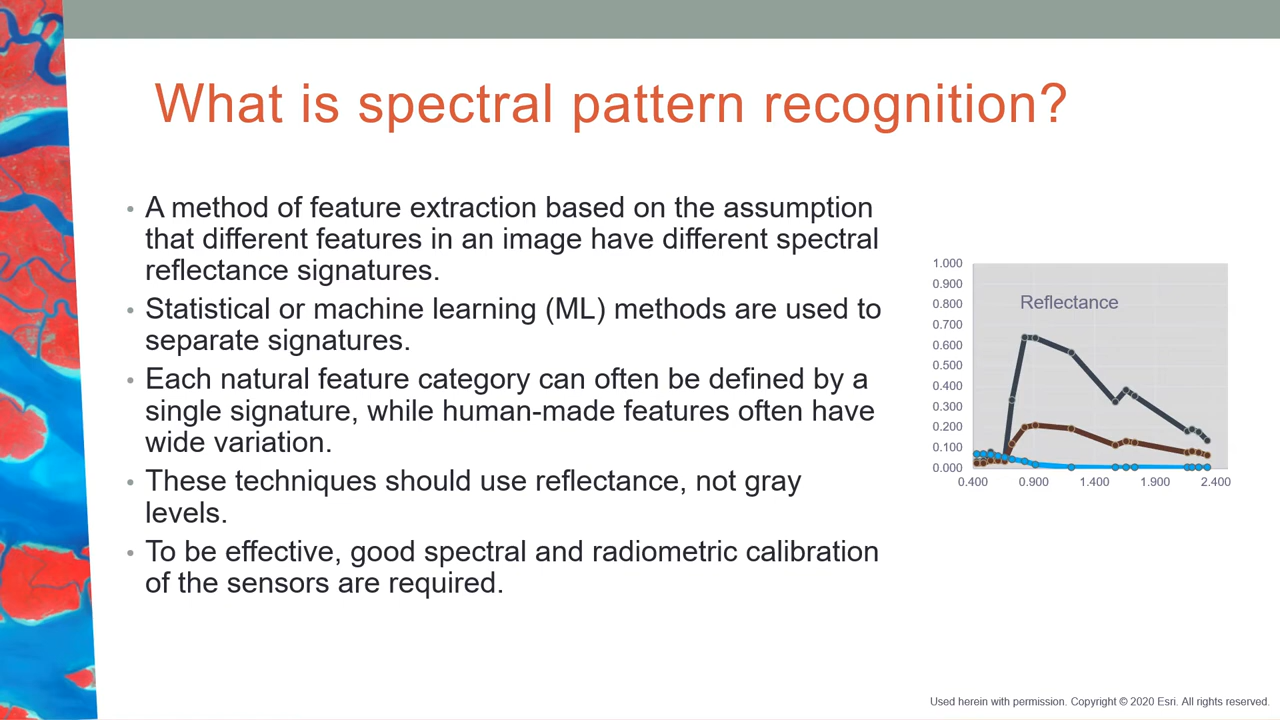 What is spectral pattern recognition?
• A method of feature extraction based on the assumption
that different features in an image have different spectral
reflectance signatures.
• Statistical or machine learning (ML) methods are used to
separate signatures.
• Each natural feature category can often be defined by a
single signature, while human-made features often have
wide variation.
• These techniques should use reflectance, not gray
levels.
• To be effective, good spectral and radiometric calibration
of the sensors are required.
Reflectance
1.000
0.900
0.800
0.700
0.600
0.500
0.400
0.300
0.200
0.100
0.000
0.400 0.900 1.400 1.900 2.400
Used herein with permission. Copyright © 2020 Esri. All rights reserved.